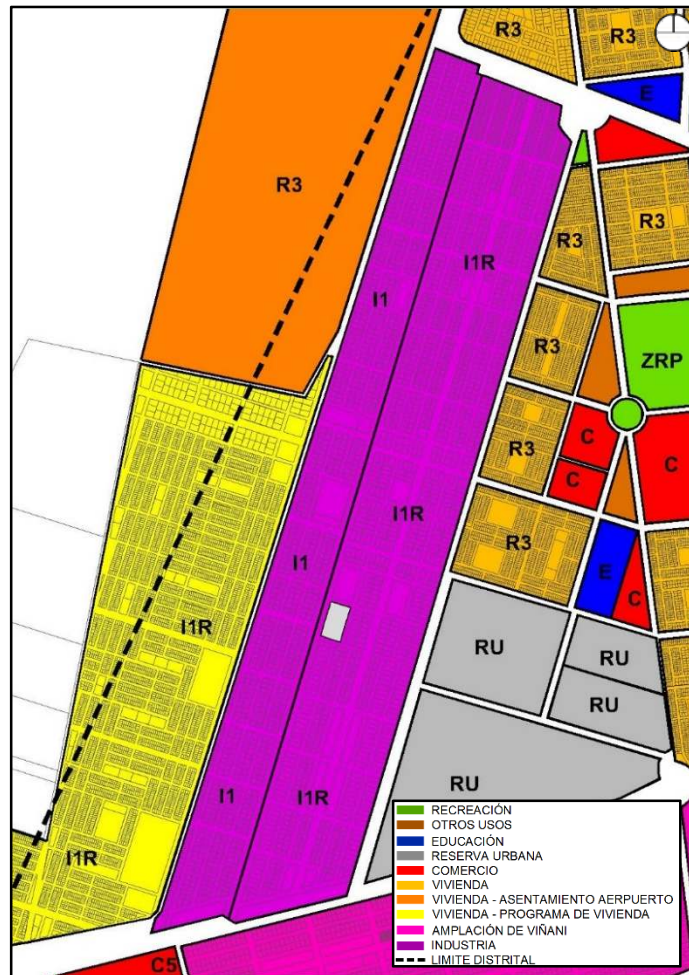 R3
R3
E
R3
R3
R3
I1R
I1
ZRP
R3
C
R3
C
C
I1R
R3
I1
E
C
I1R
RU
RU
RU
RU
I1
I1R
I1R
C5
RECREACIÓN
OTROS USOS
EDUCACIÓN
RESERVA URBANA
COMERCIO
VIVIENDA
VIVIENDA - ASENTAMIENTO AERPUERTO
VIVIENDA - PROGRAMA DE VIVIENDA
AMPLACIÓN DE VIÑANI
INDUSTRIA
LIMITE DISTRITAL